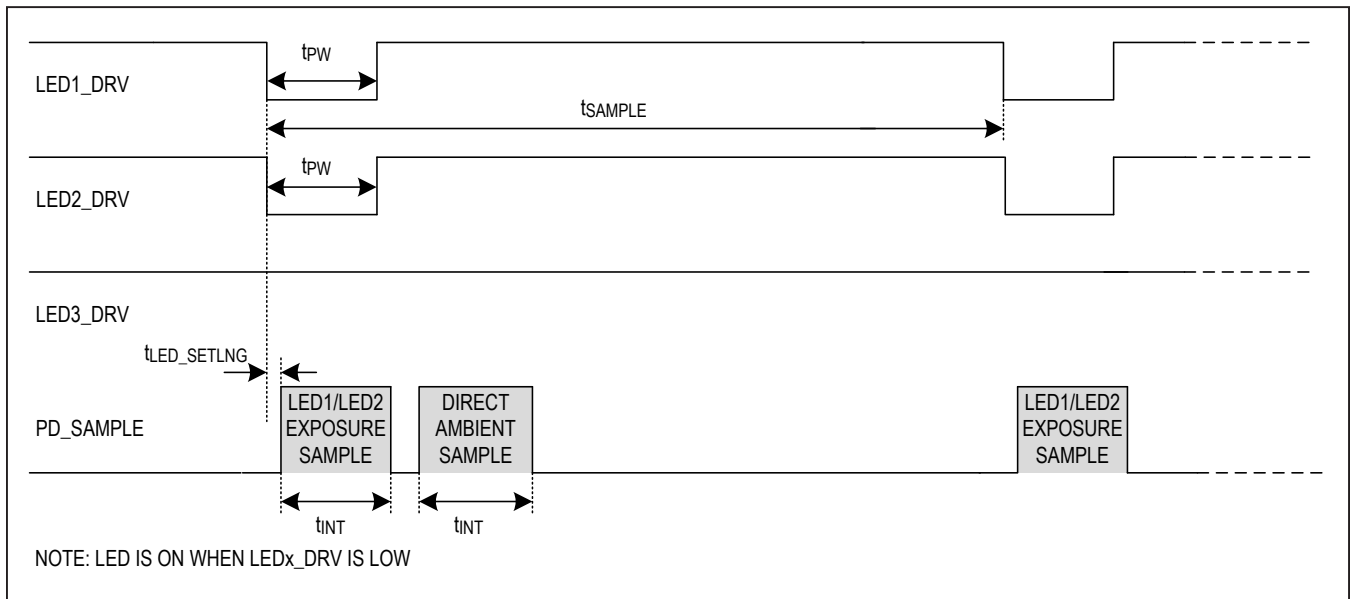 tPW
LED1_DRV
tSAMPLE
tPW
LED2_DRV
LED3_DRV
tLED_SETLNG
PD_SAMPLE
LED1/LED2
EXPOSURE
SAMPLE
DIRECT
AMBIENT
SAMPLE
LED1/LED2
EXPOSURE
SAMPLE
tINT
tINT
NOTE: LED IS ON WHEN LEDx_DRV IS LOW